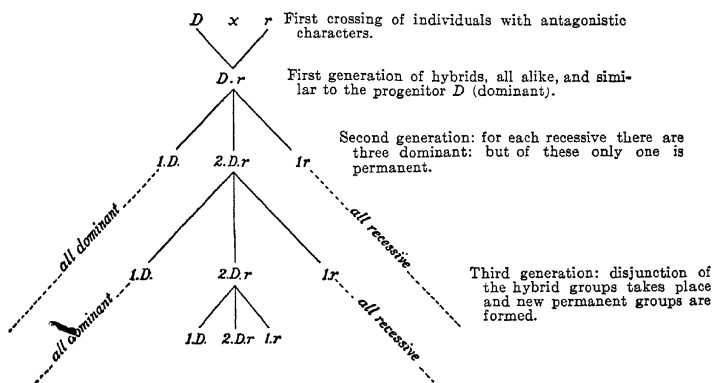 D x r First crossing of individuals with antagonistic
characters.
D.r First generation of hybrids, all alike, and simi-
lar to the progenitor D (dominant).
Second generation: for each recessive there are
three dominant: but of these only one is
permanent.
1.D. 2.D.r 1r
all dominant
all recessive
1.D. 2.D.r 1.r.
Third generation: disjunction of
the hybrid groups takes place
and new permanent groups are
formed.
all dominant
all recessive
1.D. 2.D.r 1.r